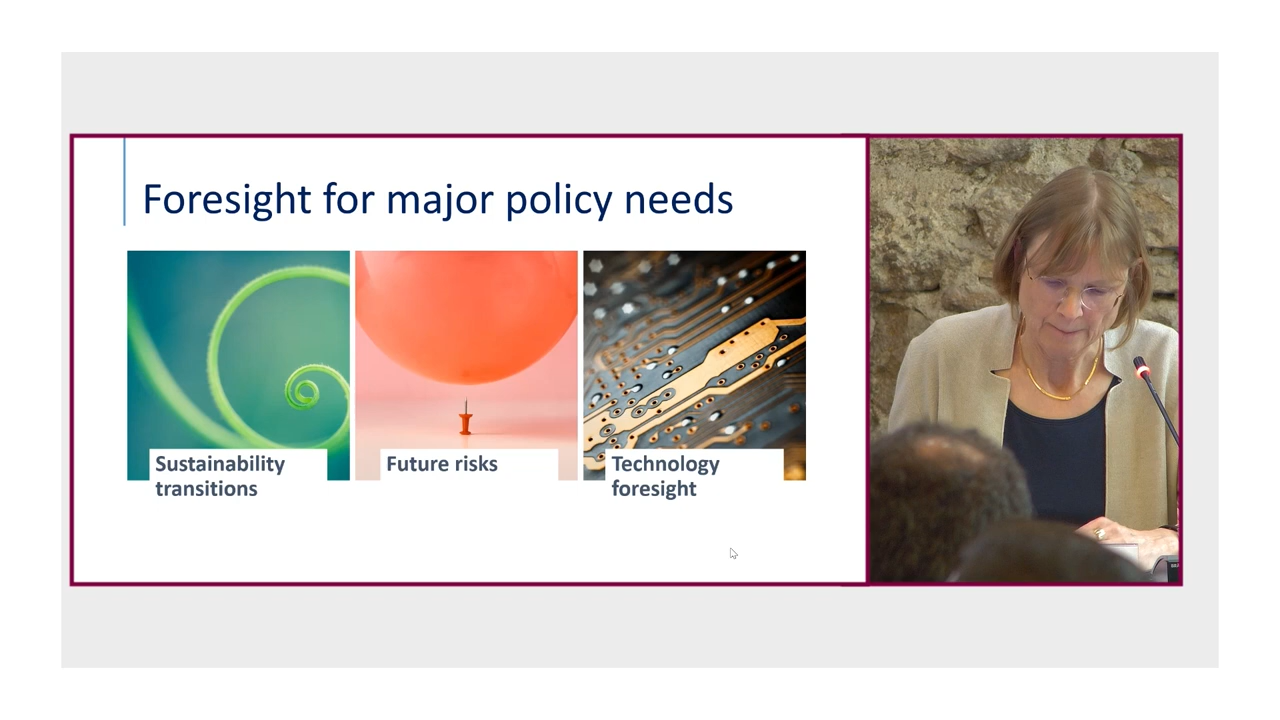 Foresight for major policy needs
Sustainability
transitions
Future risks
Technology
foresight